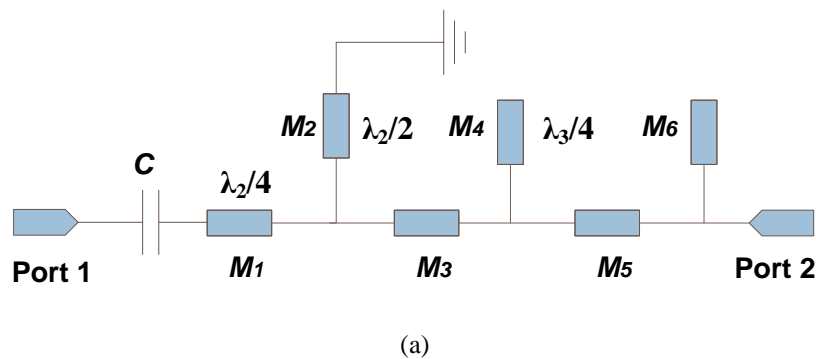 M2 λ2/2 M4 λ3/4 M6
C λ2/4
Port 1 M1 M3 M5 Port 2
(a)